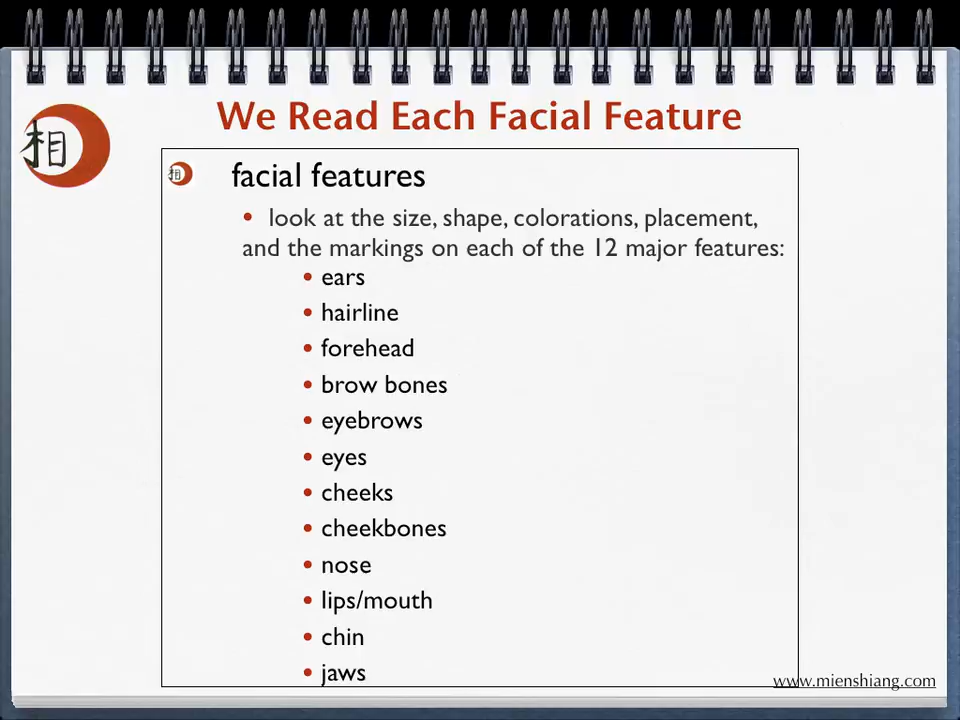 We Read Each Facial Feature
相
相
facial features
• look at the size, shape, colorations, placement,
and the markings on each of the 12 major features:
• ears
• hairline
• forehead
• brow bones
• eyebrows
• eyes
• cheeks
• cheekbones
• nose
• lips/mouth
• chin
• jaws
www.mienshiang.com